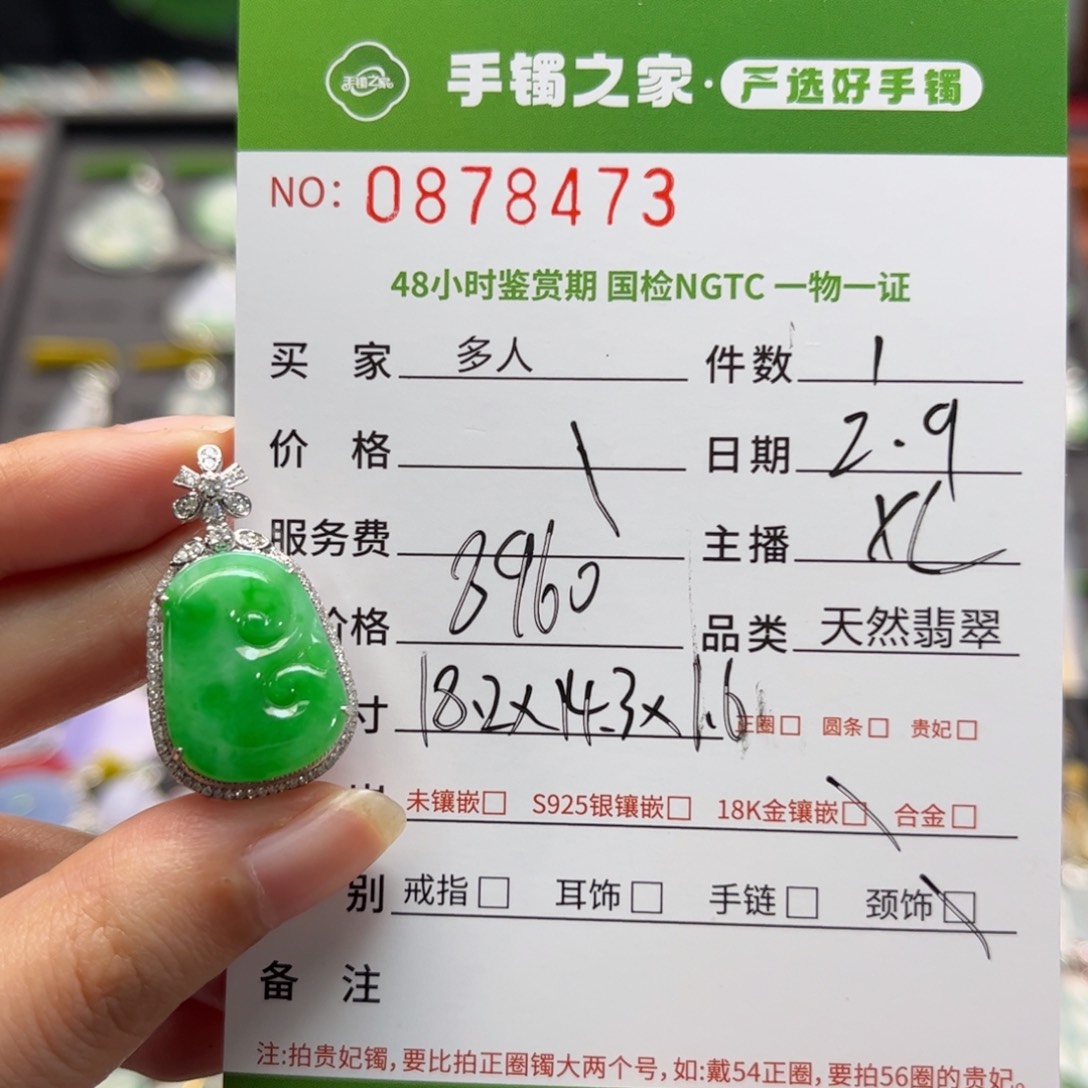 手镯之家 手镯之家·严选好手镯
NO: 0878473
48小时鉴赏期 国检NGTC 一物一证
买 家 多人 件数 1
价 格 \ 日期 2.9
服务费 主播 XL
价格 3960 品类 天然翡翠
寸 18.2x14.3x1.6 正圈□ 圆条□ 贵妃□
未镶嵌□ S925银镶嵌□ 18K金镶嵌□ 合金□
别 戒指□ 耳饰□ 手链□ 颈饰□
备 注
注:拍贵妃镯,要比拍正圈镯大两个号,如:戴54正圈,要拍56圈的贵妃.